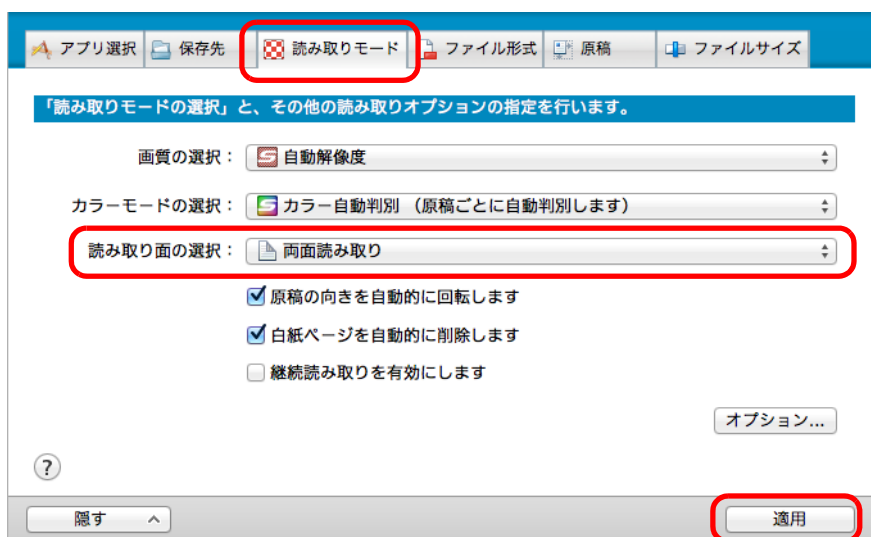 アプリ選択 保存先 読み取りモード ファイル形式 原稿 ファイルサイズ
「読み取りモードの選択」と、その他の読み取りオプションの指定を行います。
画質の選択： 自動解像度
カラーモードの選択： カラー自動判別 （原稿ごとに自動判別します）
読み取り面の選択： 両面読み取り
原稿の向きを自動的に回転します
白紙ページを自動的に削除します
継続読み取りを有効にします
オプション...
?
隠す 適用